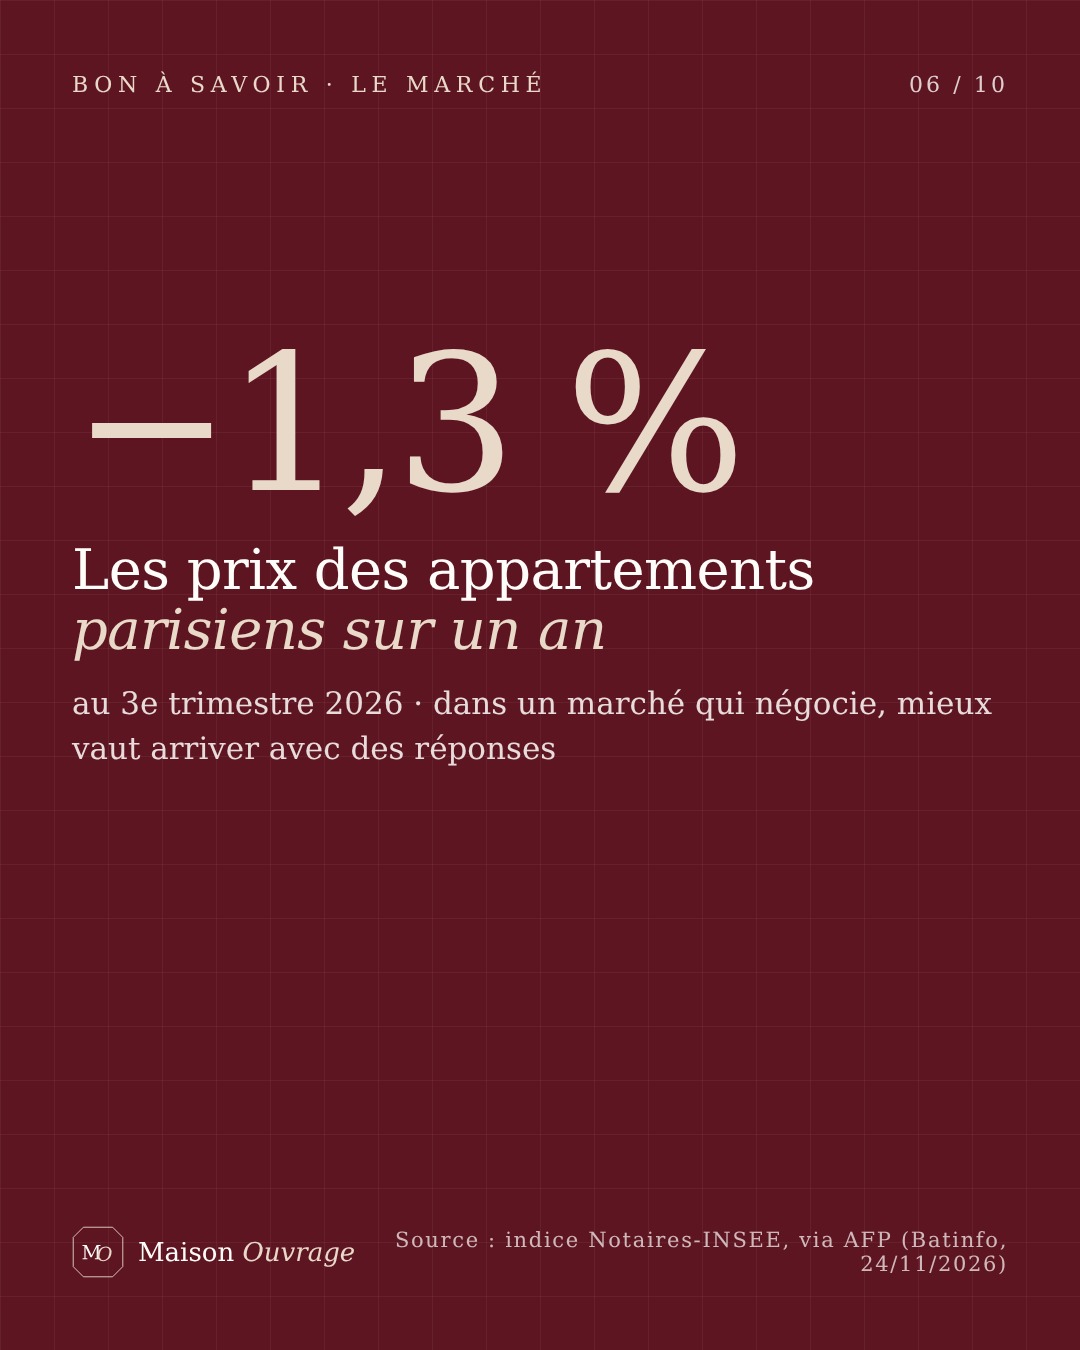 BON À SAVOIR · LE MARCHÉ
06 / 10
−1,3 %
Les prix des appartements
parisiens sur un an
au 3e trimestre 2026 · dans un marché qui négocie, mieux
vaut arriver avec des réponses
MO
Maison Ouvrage
Source : indice Notaires-INSEE, via AFP (Batinfo,
24/11/2026)